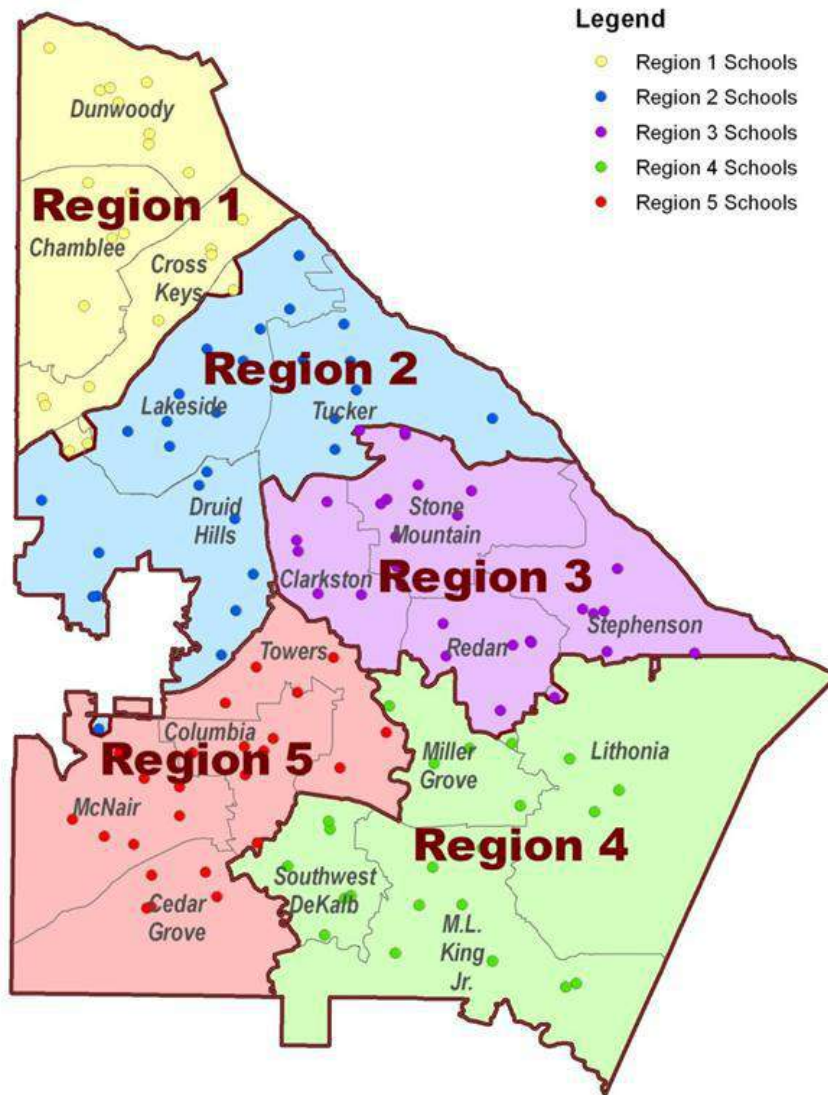 Legend
Region 1 Schools
Region 2 Schools
Region 3 Schools
Region 4 Schools
Region 5 Schools
Dunwoody
Region 1
Chamblee
Cross
Keys
Region 2
Lakeside
Tucker
Druid
Hills
Stone
Mountain
Clarkston
Region 3
Redan
Stephenson
Towers
Columbia
Region 5
McNair
Cedar
Grove
Miller
Grove
Lithonia
Region 4
Southwest
DeKalb
M.L.
King
Jr.